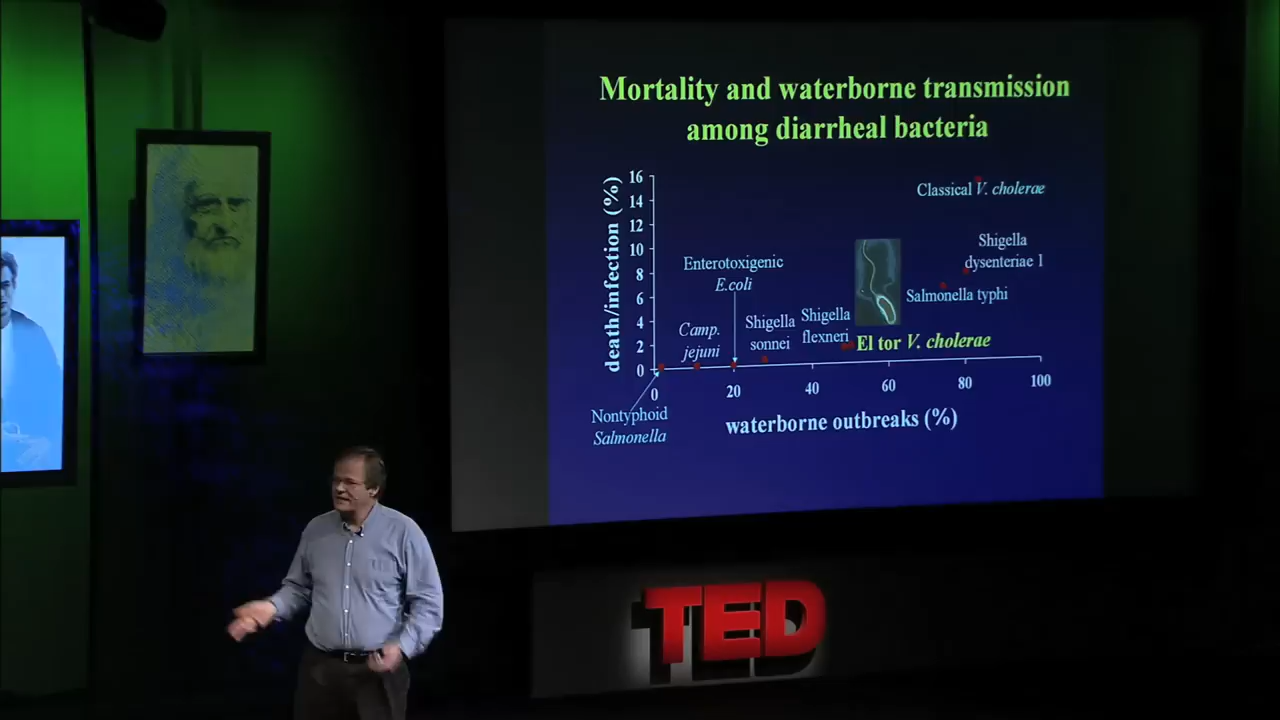 Mortality and waterborne transmission
among diarrheal bacteria
death/infection (%)
16
14
12
10
8
6
4
2
0
Classical V. cholerae
Shigella
dysenteriae 1
Enterotoxigenic
E.coli
Salmonella typhi
Camp.
jejuni
Shigella
sonnei
Shigella
flexneri
El tor V. cholerae
0
20
40
60
80
100
Nontyphoid
Salmonella
waterborne outbreaks (%)
TED